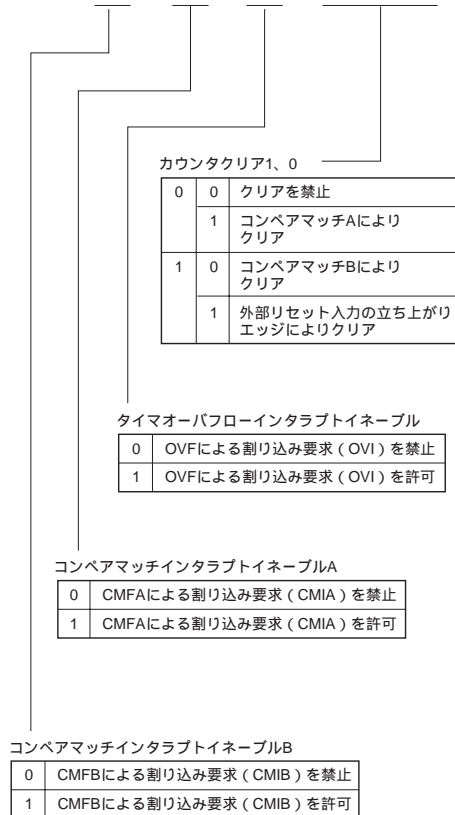 カウンタクリア1、0
0 0 クリアを禁止
1 コンペアマッチAにより
クリア
1 0 コンペアマッチBにより
クリア
1 外部リセット入力の立ち上がり
エッジによりクリア
タイマオーバフローインタラプトイネーブル
0 OVFによる割り込み要求（OVI）を禁止
1 OVFによる割り込み要求（OVI）を許可
コンペアマッチインタラプトイネーブルA
0 CMFAによる割り込み要求（CMIA）を禁止
1 CMFAによる割り込み要求（CMIA）を許可
コンペアマッチインタラプトイネーブルB
0 CMFBによる割り込み要求（CMIB）を禁止
1 CMFBによる割り込み要求（CMIB）を許可